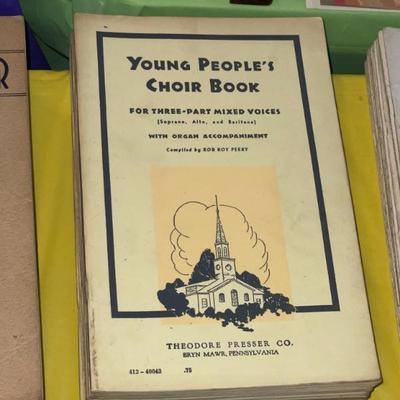 YOUNG PEOPLE'S
CHOIR BOOK
FOR THREE-PART MIXED VOICES
(Soprano, Alto, and Baritone)
WITH ORGAN ACCOMPANIMENT
Compiled by ROB ROY PEERY
THEODORE PRESSER CO.
BRYN MAWR, PENNSYLVANIA
412-40043 .75
R